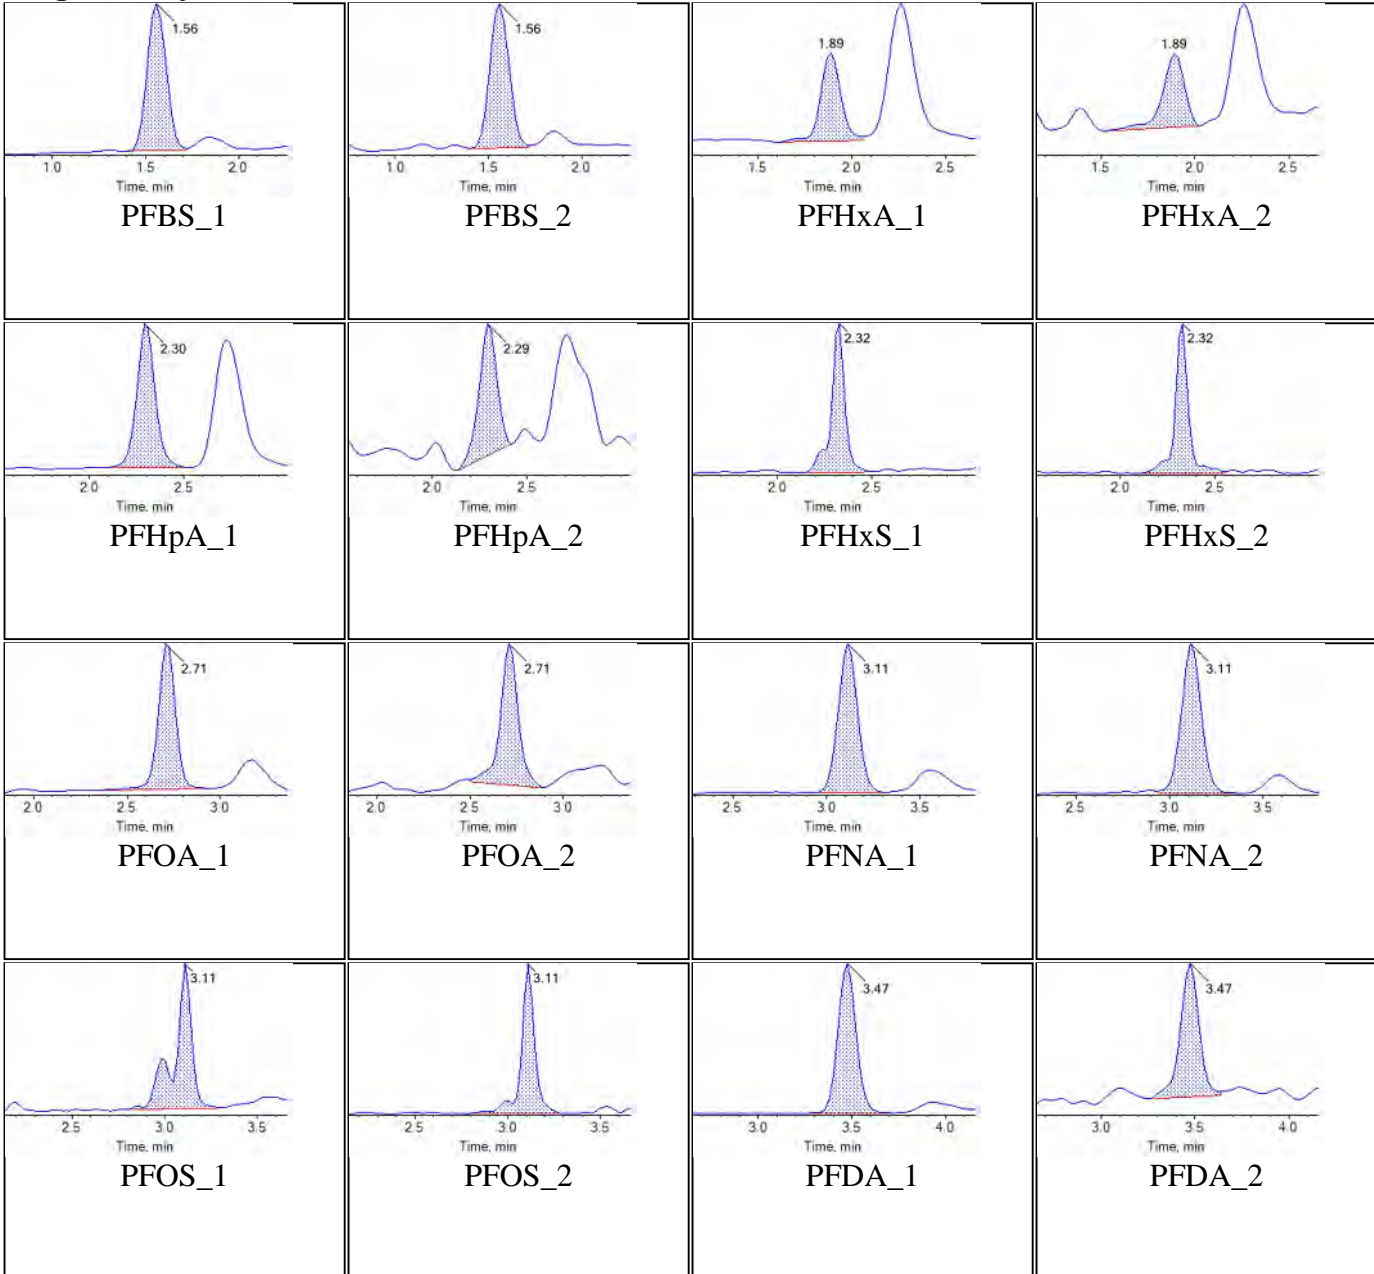 1.56
1.0 1.5 2.0
Time, min
PFBS_1
1.56
1.0 1.5 2.0
Time, min
PFBS_2
1.89
1.5 2.0 2.5
Time, min
PFHxA_1
1.89
1.5 2.0 2.5
Time, min
PFHxA_2
2.30
2.0 2.5
Time, min
PFHpA_1
2.29
2.0 2.5
Time, min
PFHpA_2
2.32
2.0 2.5
Time, min
PFHxS_1
2.32
2.0 2.5
Time, min
PFHxS_2
2.71
2.0 2.5 3.0
Time, min
PFOA_1
2.71
2.0 2.5 3.0
Time, min
PFOA_2
3.11
2.5 3.0 3.5
Time, min
PFNA_1
3.11
2.5 3.0 3.5
Time, min
PFNA_2
3.11
2.5 3.0 3.5
Time, min
PFOS_1
3.11
2.5 3.0 3.5
Time, min
PFOS_2
3.47
3.0 3.5 4.0
Time, min
PFDA_1
3.47
3.0 3.5 4.0
Time, min
PFDA_2